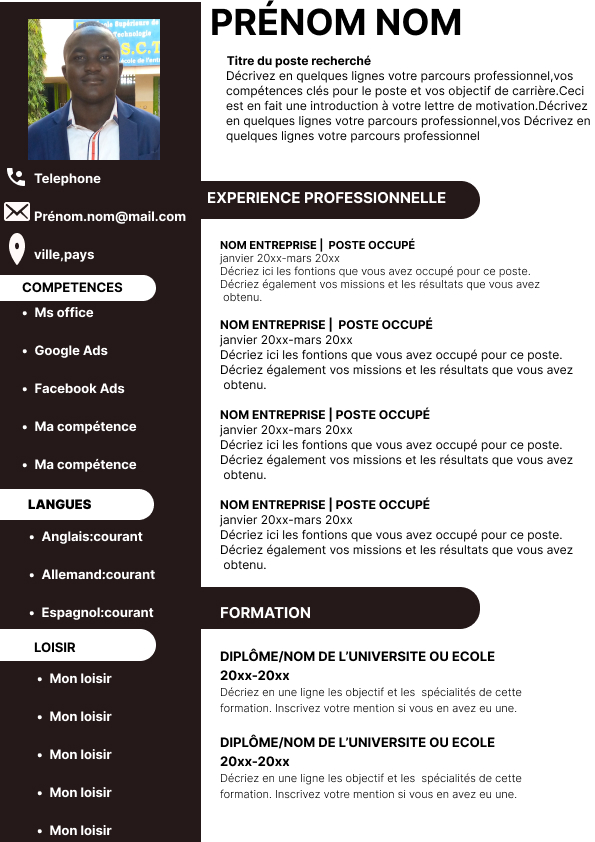 PRÉNOM NOM
Titre du poste recherché
Décrivez en quelques lignes votre parcours professionnel,vos
compétences clés pour le poste et vos objectif de carrière.Ceci
est en fait une introduction à votre lettre de motivation.Décrivez
en quelques lignes votre parcours professionnel,vos Décrivez en
quelques lignes votre parcours professionnel
Telephone
Prénom.nom@mail.com
ville,pays
COMPETENCES
• Ms office
• Google Ads
• Facebook Ads
• Ma compétence
• Ma compétence
LANGUES
• Anglais:courant
• Allemand:courant
• Espagnol:courant
LOISIR
• Mon loisir
• Mon loisir
• Mon loisir
• Mon loisir
• Mon loisir
EXPERIENCE PROFESSIONNELLE
NOM ENTREPRISE | POSTE OCCUPÉ
janvier 20xx-mars 20xx
Décriez ici les fontions que vous avez occupé pour ce poste.
Décriez également vos missions et les résultats que vous avez
obtenu.
NOM ENTREPRISE | POSTE OCCUPÉ
janvier 20xx-mars 20xx
Décriez ici les fontions que vous avez occupé pour ce poste.
Décriez également vos missions et les résultats que vous avez
obtenu.
NOM ENTREPRISE | POSTE OCCUPÉ
janvier 20xx-mars 20xx
Décriez ici les fontions que vous avez occupé pour ce poste.
Décriez également vos missions et les résultats que vous avez
obtenu.
NOM ENTREPRISE | POSTE OCCUPÉ
janvier 20xx-mars 20xx
Décriez ici les fontions que vous avez occupé pour ce poste.
Décriez également vos missions et les résultats que vous avez
obtenu.
FORMATION
DIPLÔME/NOM DE L’UNIVERSITE OU ECOLE
20xx-20xx
Décriez en une ligne les objectif et les spécialités de cette
formation. Inscrivez votre mention si vous en avez eu une.
DIPLÔME/NOM DE L’UNIVERSITE OU ECOLE
20xx-20xx
Décriez en une ligne les objectif et les spécialités de cette
formation. Inscrivez votre mention si vous en avez eu une.